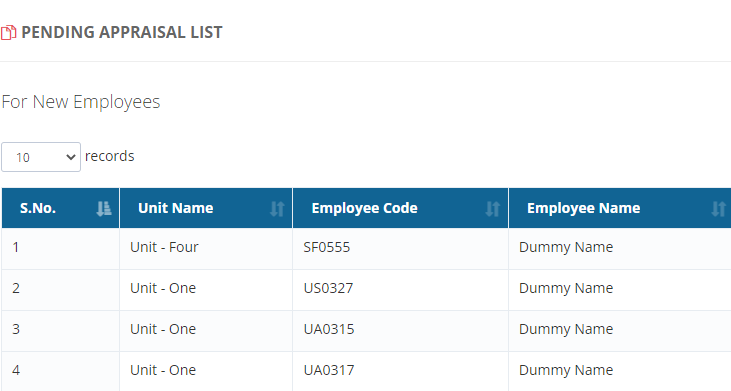 PENDING APPRAISAL LIST
For New Employees
10 records
S.No. Unit Name Employee Code Employee Name
1 Unit - Four SF0555 Dummy Name
2 Unit - One US0327 Dummy Name
3 Unit - One UA0315 Dummy Name
4 Unit - One UA0317 Dummy Name